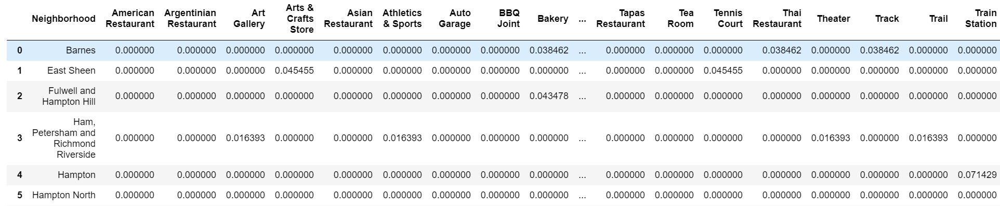 Neighborhood American Restaurant Argentinian Restaurant Art Gallery Arts & Crafts Store Asian Restaurant Athletics & Sports Auto Garage BBQ Joint Bakery ... Tapas Restaurant Tea Room Tennis Court Thai Restaurant Theater Track Trail Train Station
0 Barnes 0.000000 0.000000 0.000000 0.000000 0.000000 0.000000 0.000000 0.000000 0.038462 ... 0.000000 0.000000 0.000000 0.038462 0.000000 0.038462 0.000000 0.000000
1 East Sheen 0.000000 0.000000 0.000000 0.045455 0.000000 0.000000 0.000000 0.000000 0.000000 ... 0.000000 0.000000 0.045455 0.000000 0.000000 0.000000 0.000000 0.000000
2 Fulwell and Hampton Hill 0.000000 0.000000 0.000000 0.000000 0.000000 0.000000 0.000000 0.000000 0.043478 ... 0.000000 0.000000 0.000000 0.000000 0.000000 0.000000 0.000000 0.000000
3 Ham, Petersham and Richmond Riverside 0.000000 0.000000 0.016393 0.000000 0.000000 0.016393 0.000000 0.000000 0.000000 ... 0.000000 0.000000 0.000000 0.000000 0.016393 0.000000 0.016393 0.000000
4 Hampton 0.000000 0.000000 0.000000 0.000000 0.000000 0.000000 0.000000 0.000000 0.000000 ... 0.000000 0.000000 0.000000 0.000000 0.000000 0.000000 0.000000 0.071429
5 Hampton North 0.000000 0.000000 0.000000 0.000000 0.000000 0.000000 0.000000 0.000000 0.000000 ... 0.000000 0.000000 0.000000 0.000000 0.000000 0.000000 0.000000 0.000000